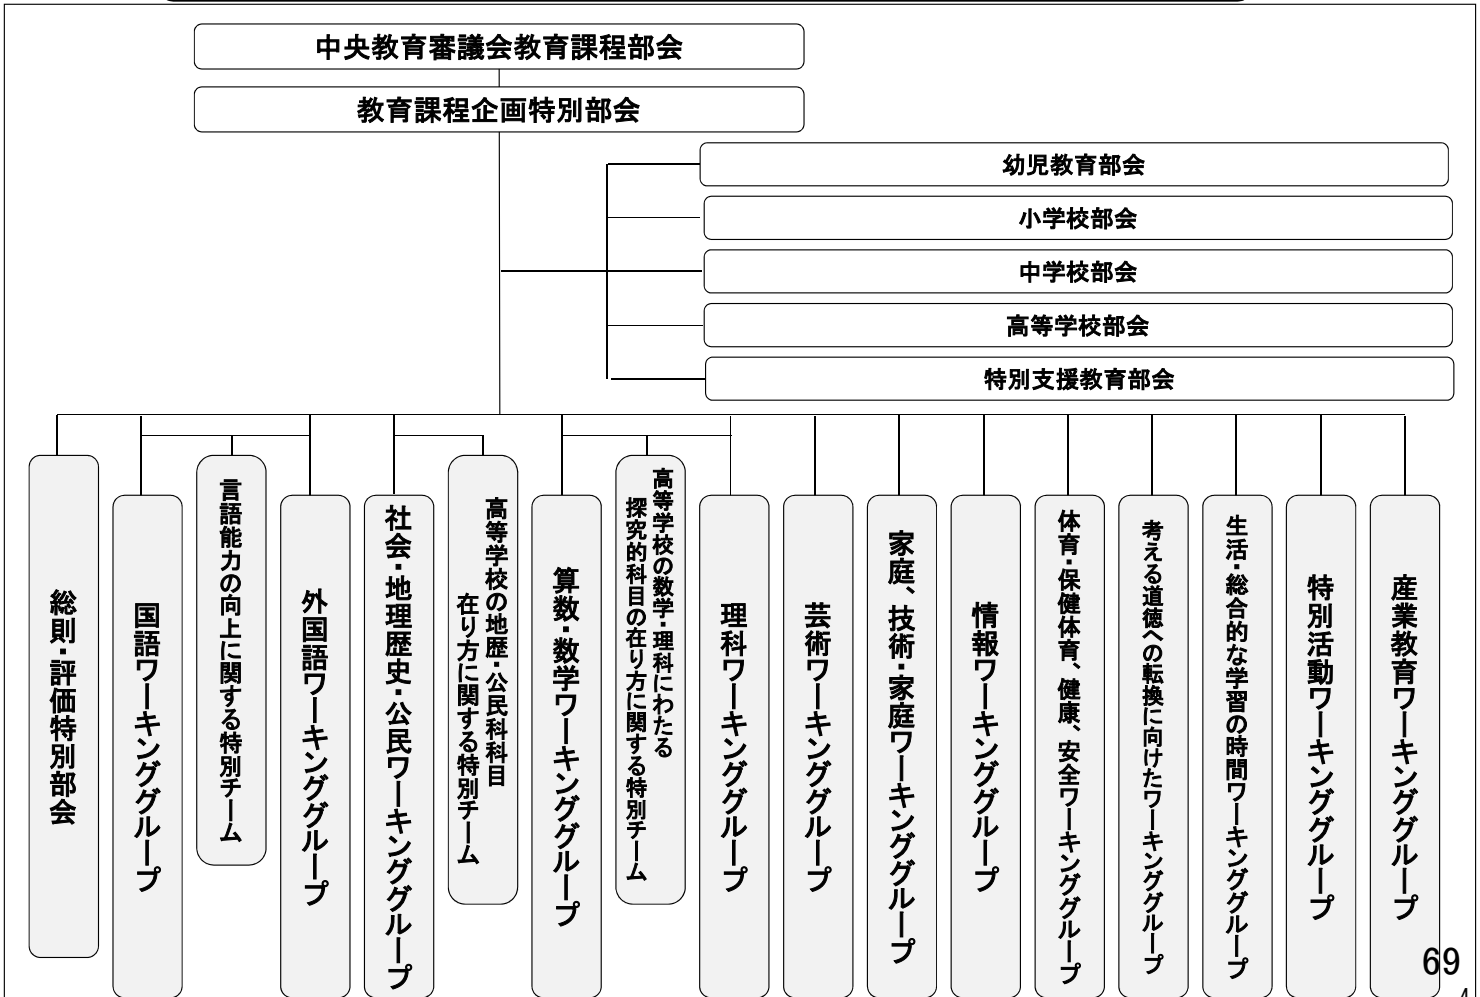 中央教育審議会教育課程部会
教育課程企画特別部会
幼児教育部会
小学校部会
中学校部会
高等学校部会
特別支援教育部会
総則・評価特別部会
国語ワーキンググループ
言語能力の向上に関する特別チーム
外国語ワーキンググループ
社会・地理歴史・公民ワーキンググループ
高等学校の地歴・公民科科目
在り方に関する特別チーム
算数・数学ワーキンググループ
高等学校の数学・理科にわたる
探究的科目の在り方に関する特別チーム
理科ワーキンググループ
芸術ワーキンググループ
家庭、技術・家庭ワーキンググループ
情報ワーキンググループ
体育・保健体育、健康、安全ワーキンググループ
考える道徳への転換に向けたワーキンググループ
生活・総合的な学習の時間ワーキンググループ
特別活動ワーキンググループ
産業教育ワーキンググループ
69